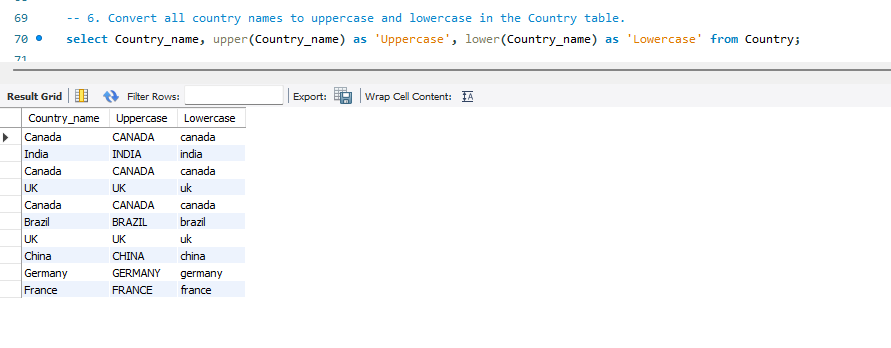 69 -- 6. Convert all country names to uppercase and lowercase in the Country table.
70 select Country_name, upper(Country_name) as 'Uppercase', lower(Country_name) as 'Lowercase' from Country;
71
Result Grid Filter Rows: Export: Wrap Cell Content:
Country_name Uppercase Lowercase
Canada CANADA canada
India INDIA india
Canada CANADA canada
UK UK uk
Canada CANADA canada
Brazil BRAZIL brazil
UK UK uk
China CHINA china
Germany GERMANY germany
France FRANCE france